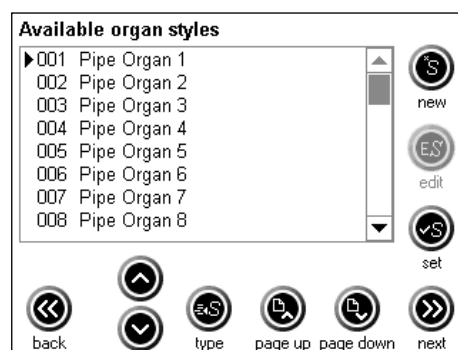 Available organ styles
001 Pipe Organ 1
002 Pipe Organ 2
003 Pipe Organ 3
004 Pipe Organ 4
005 Pipe Organ 5
006 Pipe Organ 6
007 Pipe Organ 7
008 Pipe Organ 8
new
edit
set
back
type
page up
page down
next